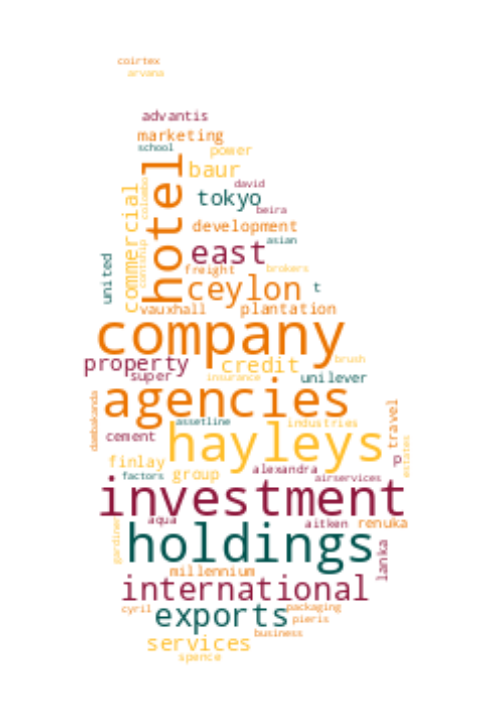 coirtex
arvana
advantis
marketing
school
power
baur
david
tokyo
beira
commercial
colombo
hotel
development
asian
east
united
contship
freight
brokers
ceylon
t
vauxhall
plantation
company
property
credit
brush
super
insurance
unilever
agencies
dambakanda
assetline
industries
travel
cement
hayleys
estates
finlay
group
alexandra
p
factors
airservices
investment
aqua
aitken
renuka
gardiner
holdings
lanka
millennium
international
cyril
exports
packaging
pieris
business
services
spence